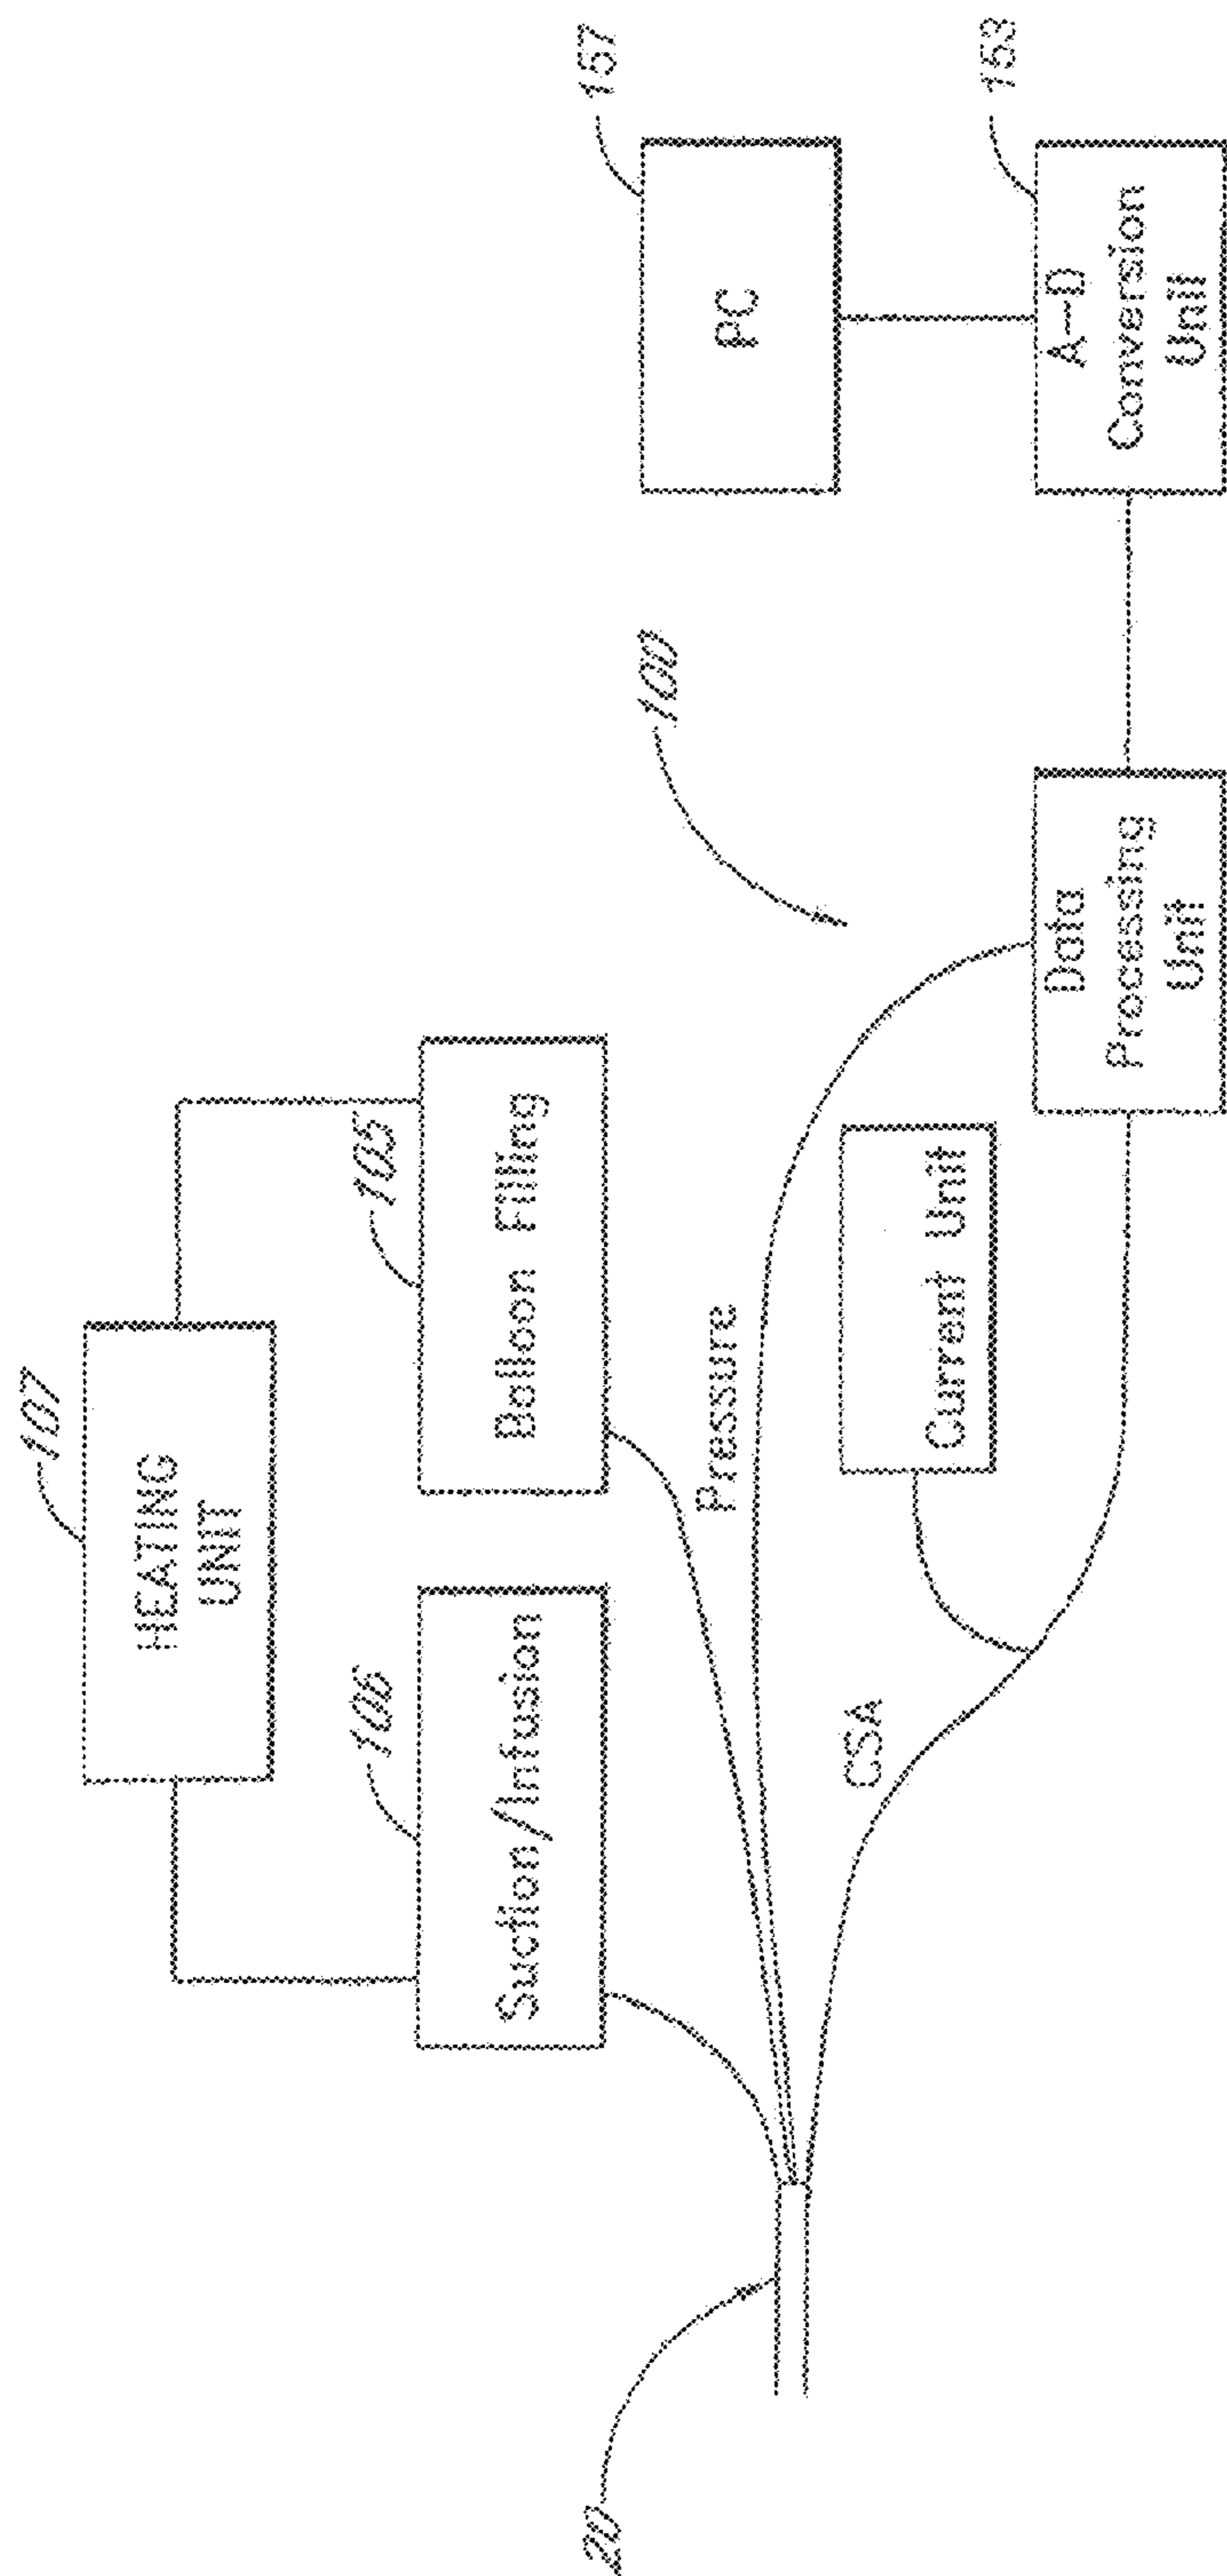 107
HEATING
UNIT
106
Suction/Infusion
105
Balloon Filling
157
PC
100
Pressure
Current Unit
CSA
Data
Processing
Unit
153
A-D
Conversion
Unit
20